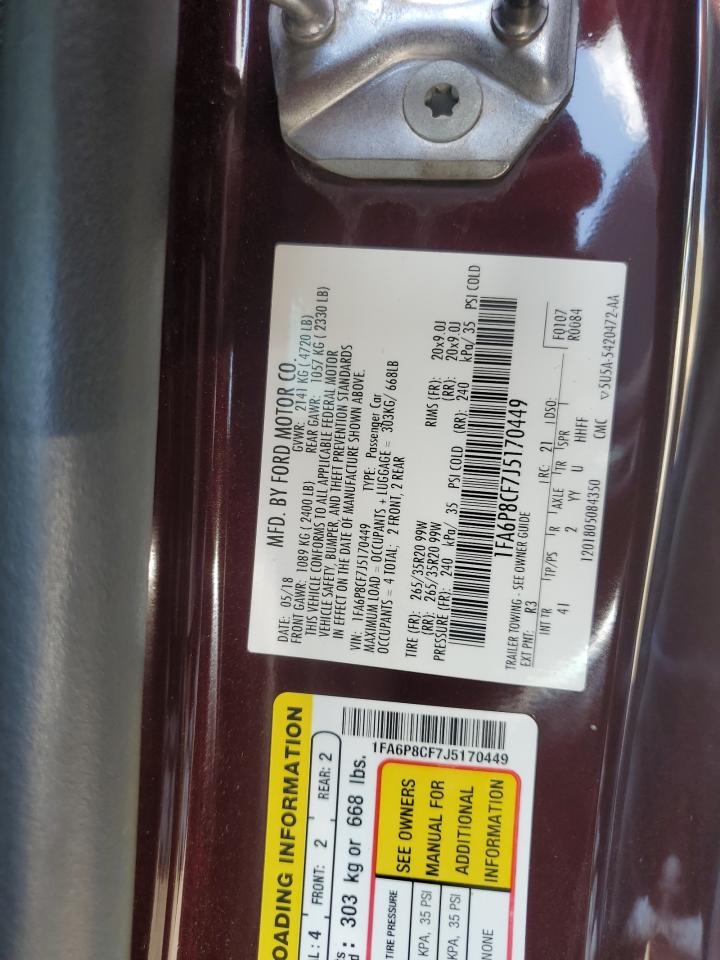 MFD. BY FORD MOTOR CO.
DATE: 05/18 GVWR: 2141 KG ( 4720 LB)
FRONT GAWR: 1089 KG ( 2400 LB) REAR GAWR: 1057 KG ( 2330 LB)
THIS VEHICLE CONFORMS TO ALL APPLICABLE FEDERAL MOTOR
VEHICLE SAFETY, BUMPER, AND THEFT PREVENTION STANDARDS
IN EFFECT ON THE DATE OF MANUFACTURE SHOWN ABOVE.
VIN: 1FA6P8CF7J5170449 TYPE: Passenger Car
MAXIMUM LOAD = OCCUPANTS + LUGGAGE = 303KG/ 668LB
OCCUPANTS = 4 TOTAL; 2 FRONT, 2 REAR
TIRE (FR): 265/35R20 99W RIMS (FR): 20x9.0J
(RR): 265/35R20 99W (RR): 20x9.0J
PRESSURE (FR): 240 kPa/ 35 PSI COLD (RR): 240 kPa/ 35 PSI COLD
1FA6P8CF7J5170449
TRAILER TOWING - SEE OWNER GUIDE
EXT PNT: R3 RC: 21 DSO: F0107
INT TR TP/PS R AXLE TR SPR R0684
41 2 YY U HHFF
1201805084350 CMC ▽5U5A-5420472-AA
OADING INFORMATION
AL: 4 FRONT: 2 REAR: 2
303 kg or 668 lbs.
1FA6P8CF7J5170449
TIRE PRESSURE
KPA, 35 PSI
KPA, 35 PSI
NONE
SEE OWNERS
MANUAL FOR
ADDITIONAL
INFORMATION